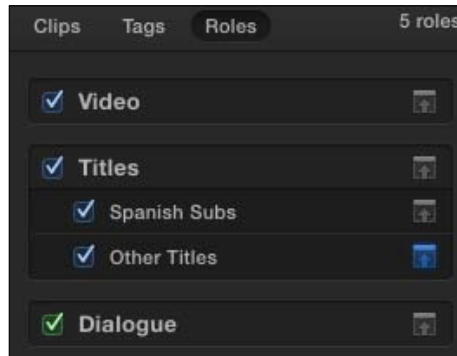 Clips Tags Roles 5 roles
Video
Titles
Spanish Subs
Other Titles
Dialogue